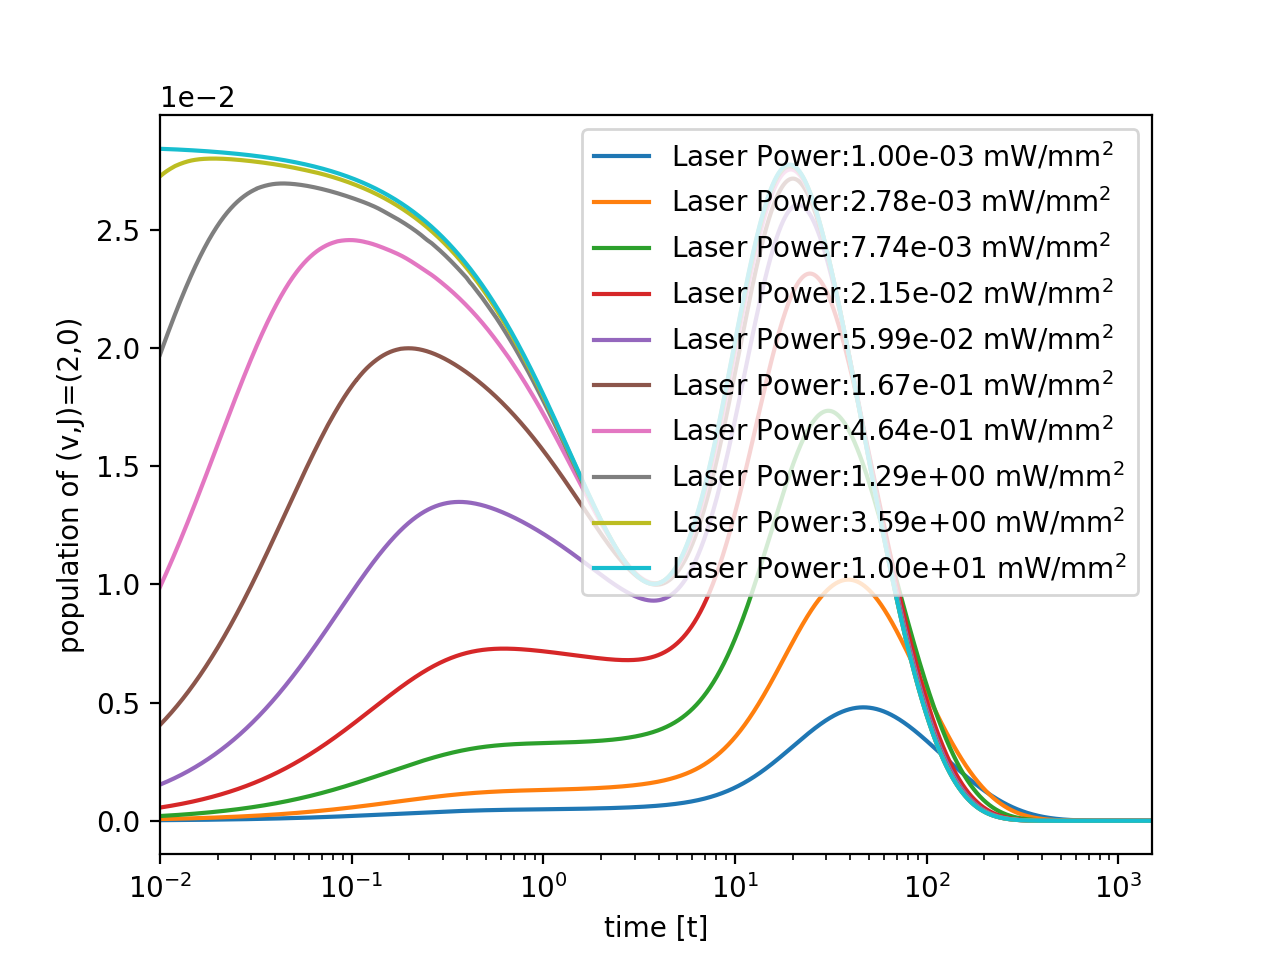 1e−2
population of (v,J)=(2,0)
2.5
2.0
1.5
1.0
0.5
0.0
Laser Power:1.00e-03 mW/mm²
Laser Power:2.78e-03 mW/mm²
Laser Power:7.74e-03 mW/mm²
Laser Power:2.15e-02 mW/mm²
Laser Power:5.99e-02 mW/mm²
Laser Power:1.67e-01 mW/mm²
Laser Power:4.64e-01 mW/mm²
Laser Power:1.29e+00 mW/mm²
Laser Power:3.59e+00 mW/mm²
Laser Power:1.00e+01 mW/mm²
10⁻² 10⁻¹ 10⁰ 10¹ 10² 10³
time [t]